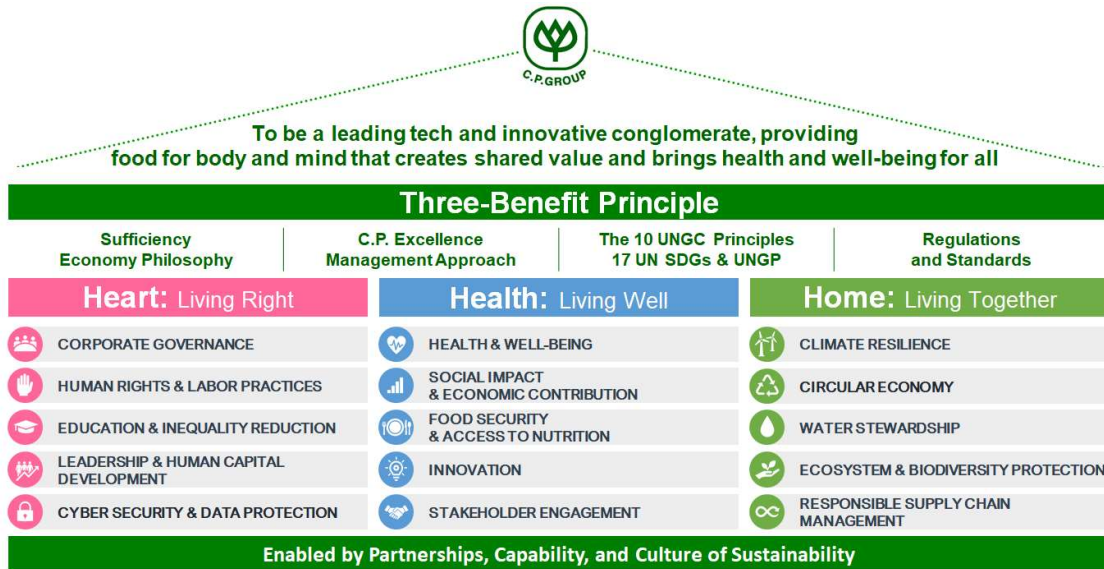 C.P.GROUP
To be a leading tech and innovative conglomerate, providing
food for body and mind that creates shared value and brings health and well-being for all
Three-Benefit Principle
Sufficiency
Economy Philosophy
C.P. Excellence
Management Approach
The 10 UNGC Principles
17 UN SDGs & UNGP
Regulations
and Standards
Heart: Living Right
CORPORATE GOVERNANCE
HUMAN RIGHTS & LABOR PRACTICES
EDUCATION & INEQUALITY REDUCTION
LEADERSHIP & HUMAN CAPITAL
DEVELOPMENT
CYBER SECURITY & DATA PROTECTION
Health: Living Well
HEALTH & WELL-BEING
SOCIAL IMPACT
& ECONOMIC CONTRIBUTION
FOOD SECURITY
& ACCESS TO NUTRITION
INNOVATION
STAKEHOLDER ENGAGEMENT
Home: Living Together
CLIMATE RESILIENCE
CIRCULAR ECONOMY
WATER STEWARDSHIP
ECOSYSTEM & BIODIVERSITY PROTECTION
RESPONSIBLE SUPPLY CHAIN
MANAGEMENT
Enabled by Partnerships, Capability, and Culture of Sustainability